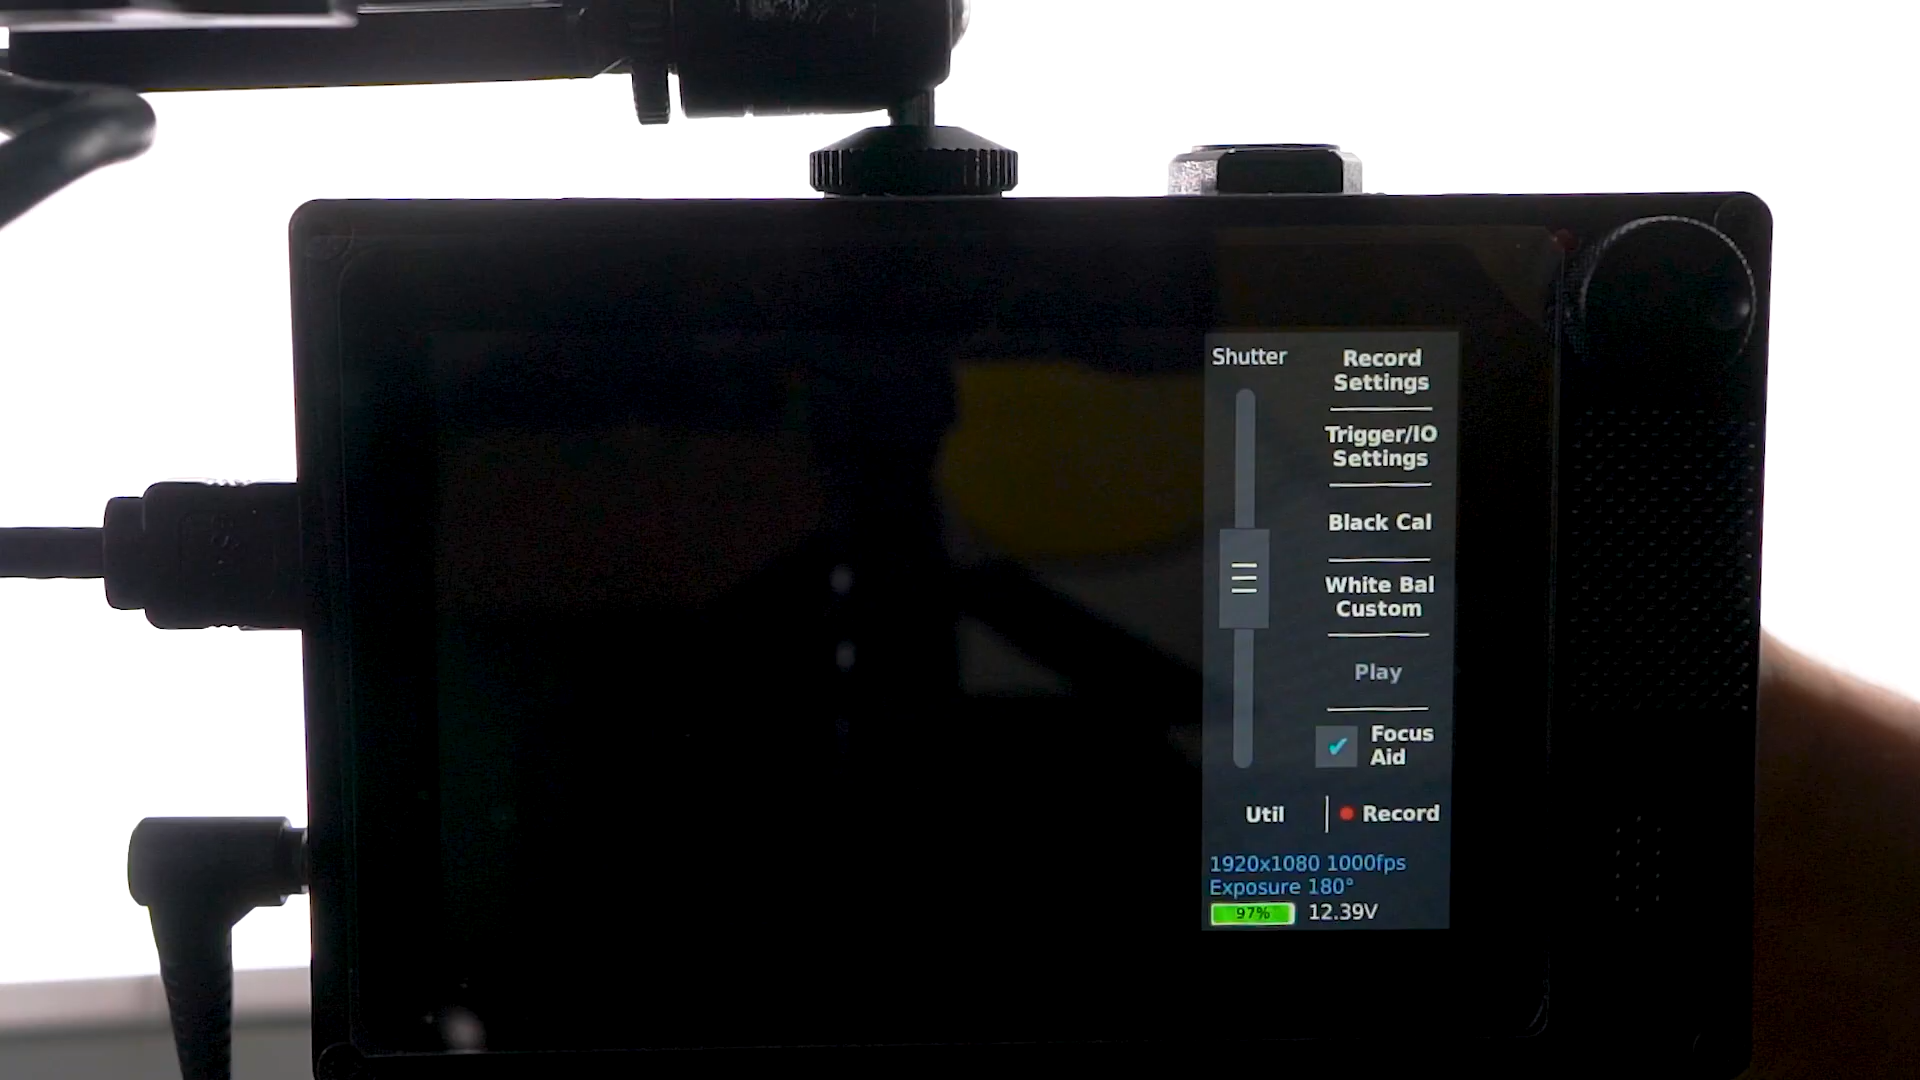 Shutter
Record
Settings
Trigger/IO
Settings
Black Cal
White Bal
Custom
Play
✔ Focus
Aid
Util
Record
1920x1080 1000fps
Exposure 180°
97% 12.39V